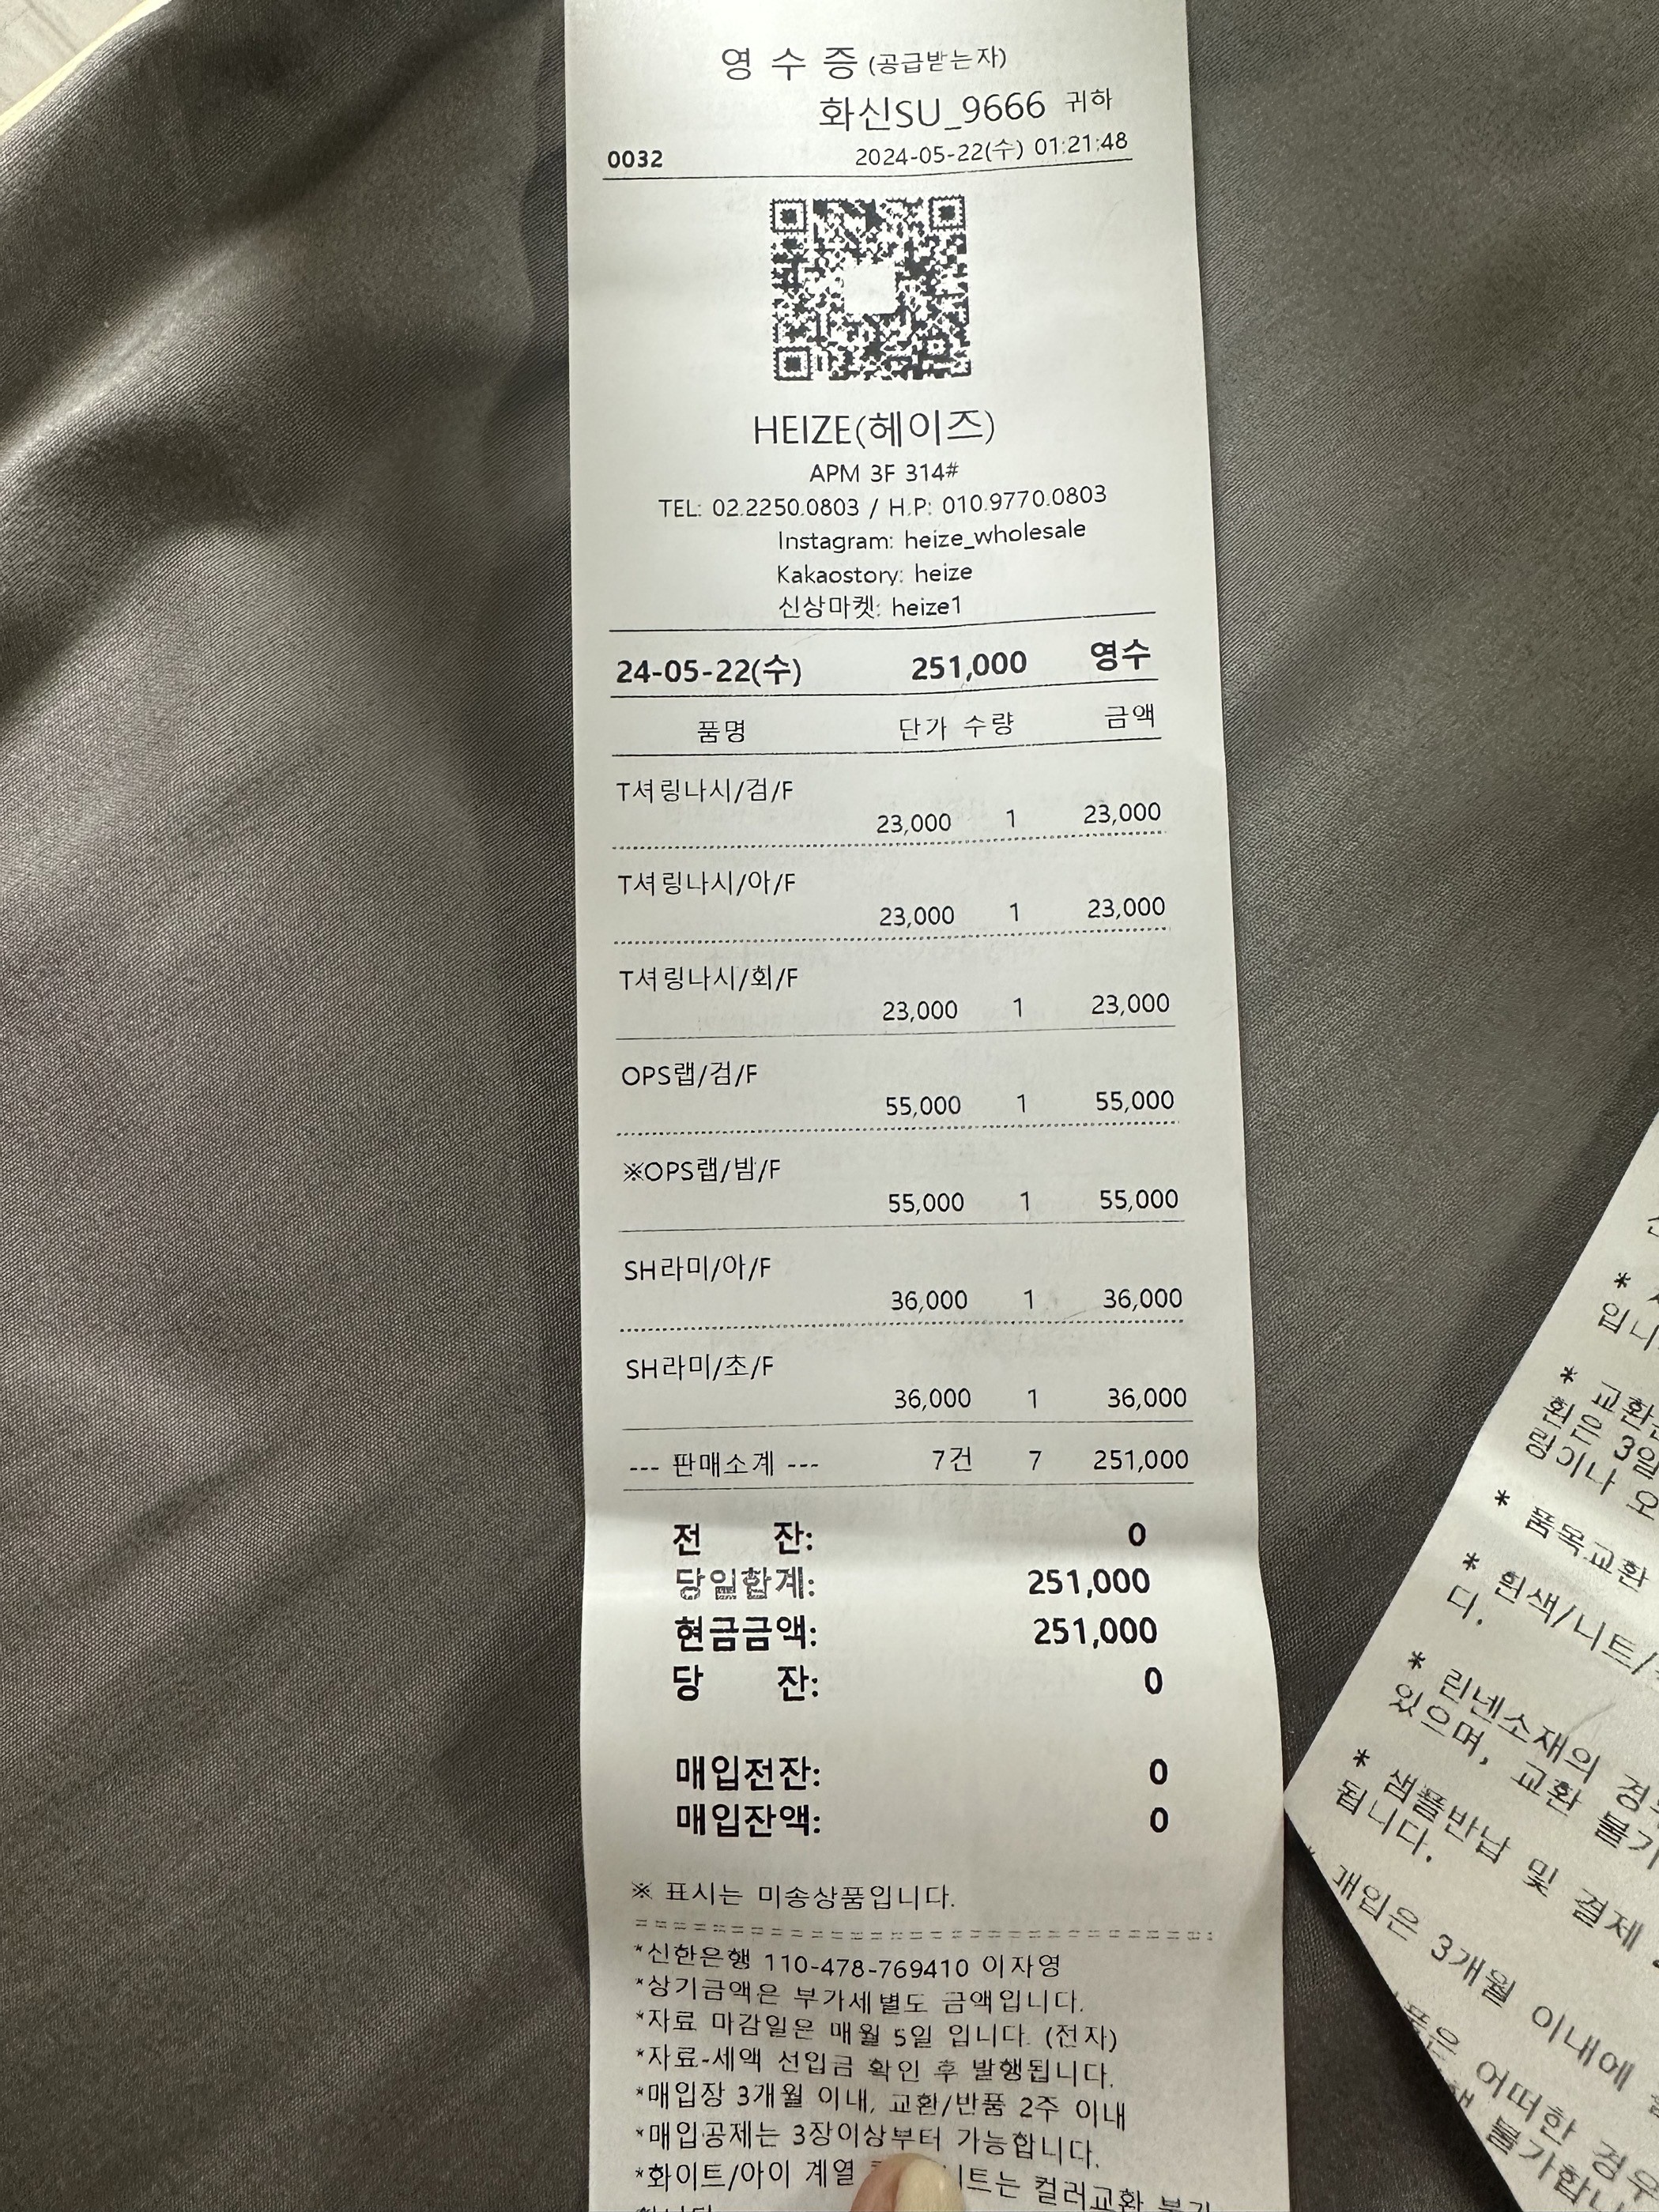 영 수 증 (공급받는자)
화신SU_9666 귀하
0032 2024-05-22(수) 01:21:48
HEIZE(헤이즈)
APM 3F 314#
TEL: 02.2250.0803 / H.P: 010.9770.0803
Instagram: heize_wholesale
Kakaostory: heize
신상마켓: heize1
24-05-22(수) 251,000 영수
품명 단가 수량 금액
T셔링나시/검/F
23,000 1 23,000
T셔링나시/아/F
23,000 1 23,000
T셔링나시/회/F
23,000 1 23,000
OPS랩/검/F
55,000 1 55,000
※OPS랩/밤/F
55,000 1 55,000
SH라미/아/F
36,000 1 36,000
SH라미/초/F
36,000 1 36,000
--- 판매소계 --- 7건 7 251,000
전 잔: 0
당일합계: 251,000
현금금액: 251,000
당 잔: 0
매입전잔: 0
매입잔액: 0
※ 표시는 미송상품입니다.
*신한은행 110-478-769410 이자영
*상기금액은 부가세별도 금액입니다.
*자료 마감일은 매월 5일 입니다. (전자)
*자료-세액 선입금 확인 후 발행됩니다.
*매입장 3개월 이내, 교환/반품 2주 이내
*매입공제는 3장이상부터 가능합니다.
*화이트/아이 계열 컬러교환
*
입니
* 교환
환은 3일
링이나 오
* 품목교환
* 흰색/니트/
디.
* 린넨소재의
있으며, 교환
* 샘플반납 및 결제
됩니다.
매입은 3개월 이내에
어떠한 경우
불가합니